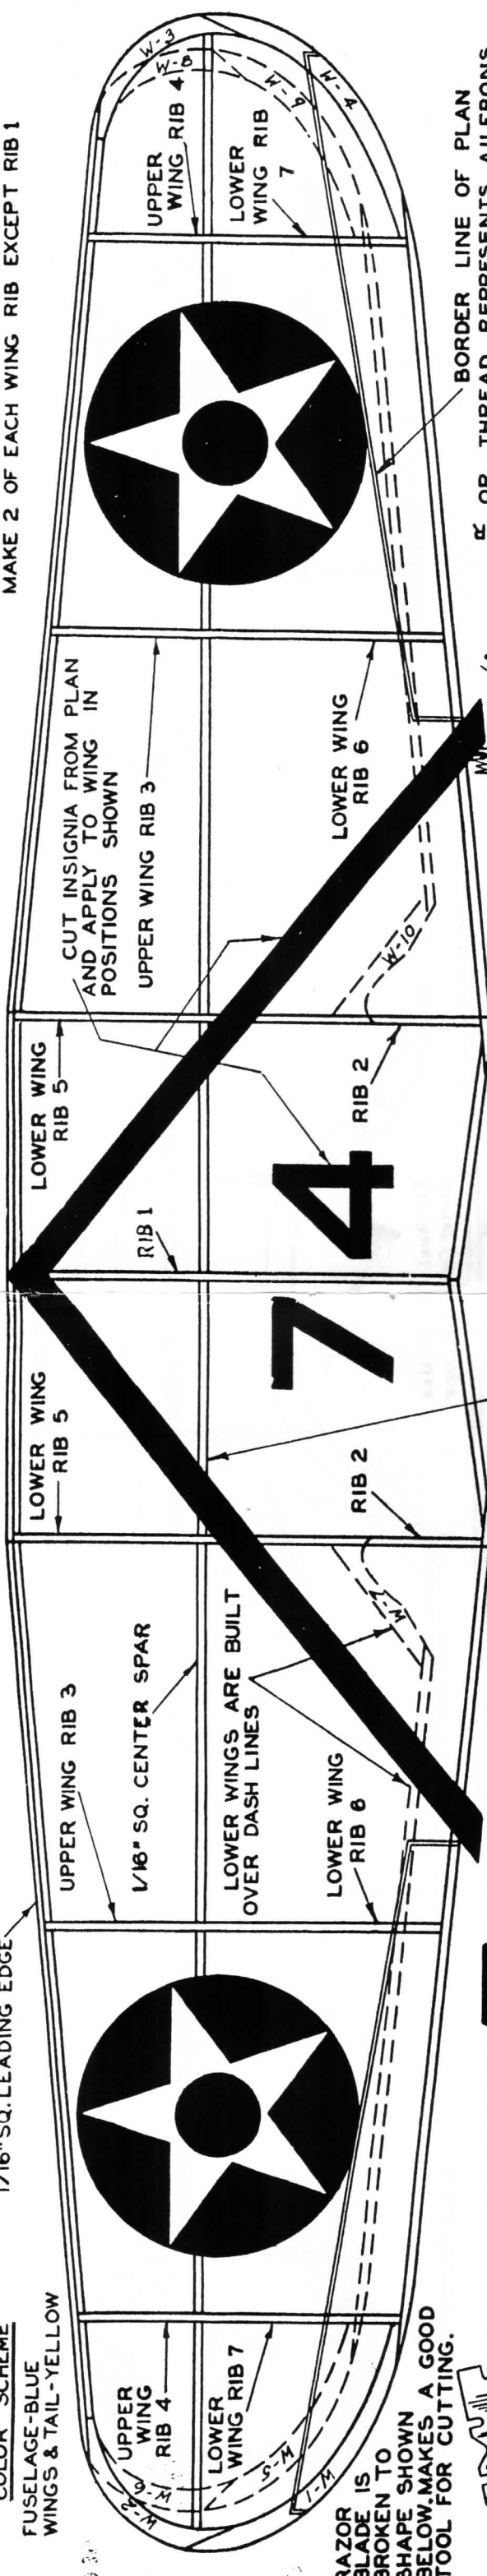 COLOR SCHEME
FUSELAGE-BLUE
WINGS & TAIL-YELLOW
1/16" SQ. LEADING EDGE
MAKE 2 OF EACH WING RIB EXCEPT RIB 1
W-2
W-6
UPPER
WING
RIB 4
LOWER
WING RIB 7
W-5
W-1
UPPER WING RIB 3
1/16" SQ. CENTER SPAR
LOWER WINGS ARE BUILT
OVER DASH LINES
LOWER WING
RIB 6
LOWER WING
RIB 5
RIB 2
7
RIB 1
4
LOWER WING
RIB 5
RIB 2
W-10
CUT INSIGNIA FROM PLAN
AND APPLY TO WING IN
POSITIONS SHOWN
UPPER WING RIB 3
LOWER WING
RIB 6
UPPER
WING RIB 4
LOWER
WING RIB
7
W-3
W-8
W-9
W-4
BORDER LINE OF PLAN
OR THREAD REPRESENTS AILERONS
RAZOR
BLADE IS
BROKEN TO
SHAPE SHOWN
BELOW. MAKES A GOOD
TOOL FOR CUTTING.